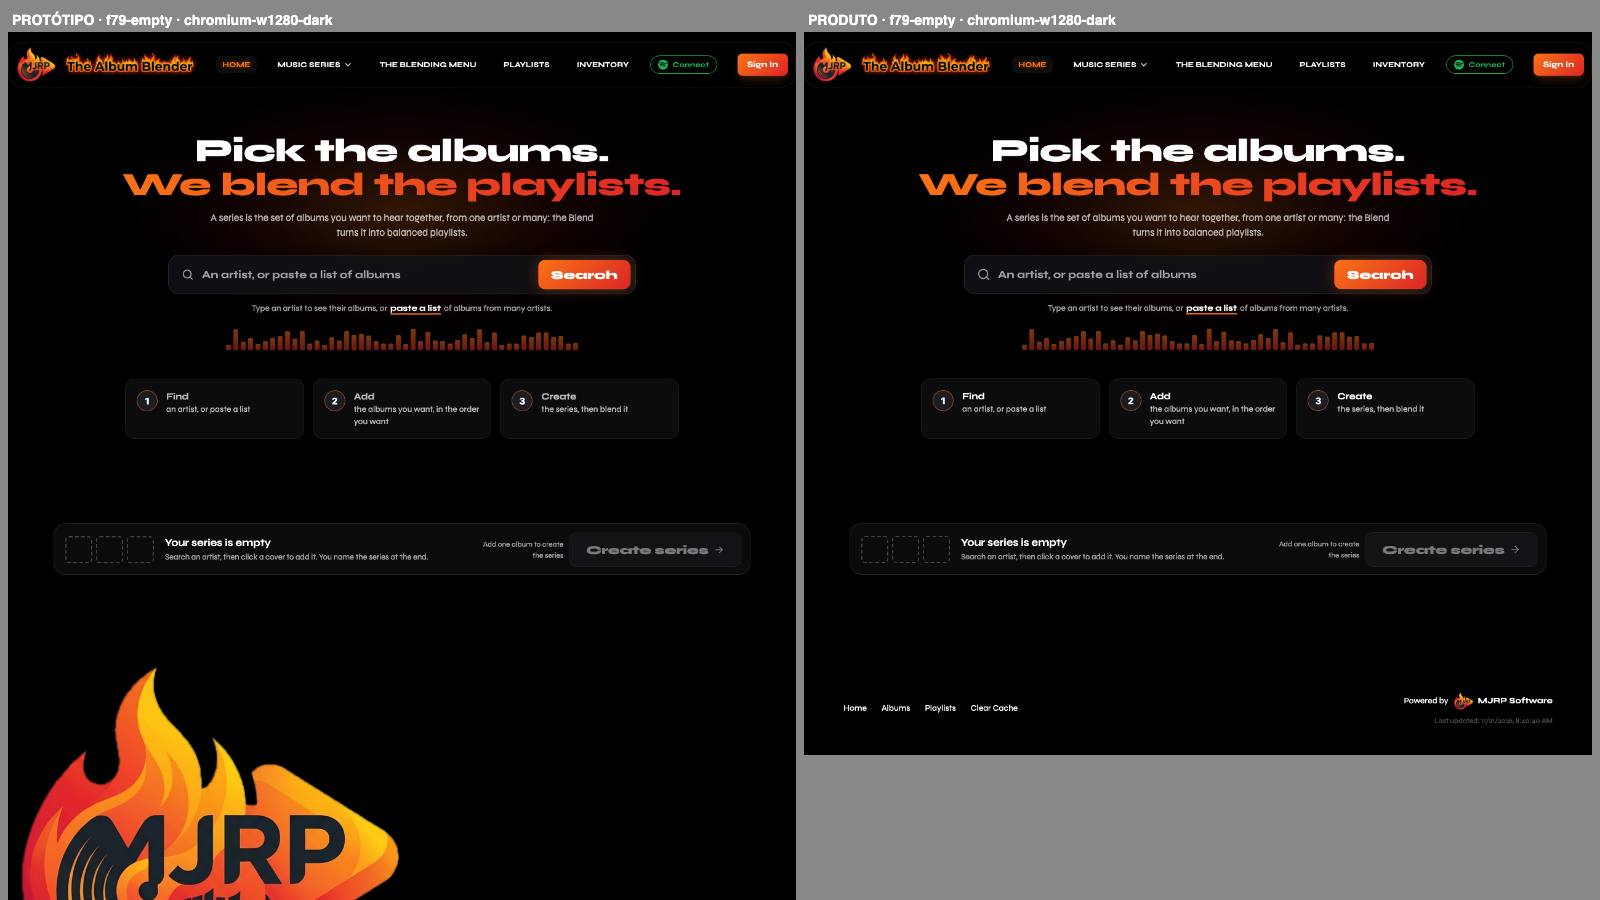 PROTÓTIPO · f79-empty · chromium-w1280-dark
MJRP The Album Blender HOME MUSIC SERIES THE BLENDING MENU PLAYLISTS INVENTORY Connect Sign In
Pick the albums.
We blend the playlists.
A series is the set of albums you want to hear together, from one artist or many: the Blend
turns it into balanced playlists.
An artist, or paste a list of albums Search
Type an artist to see their albums, or paste a list of albums from many artists.
1 Find
an artist, or paste a list
2 Add
the albums you want, in the order
you want
3 Create
the series, then blend it
Your series is empty
Search an artist, then click a cover to add it. You name the series at the end.
Add one album to create
the series
Create series
MJRP
PRODUTO · f79-empty · chromium-w1280-dark
MJRP The Album Blender HOME MUSIC SERIES THE BLENDING MENU PLAYLISTS INVENTORY Connect Sign In
Pick the albums.
We blend the playlists.
A series is the set of albums you want to hear together, from one artist or many: the Blend
turns it into balanced playlists.
An artist, or paste a list of albums Search
Type an artist to see their albums, or paste a list of albums from many artists.
1 Find
an artist, or paste a list
2 Add
the albums you want, in the order
you want
3 Create
the series, then blend it
Your series is empty
Search an artist, then click a cover to add it. You name the series at the end.
Add one album to create
the series
Create series
Home Albums Playlists Clear Cache
Powered by MJRP Software
Last updated: